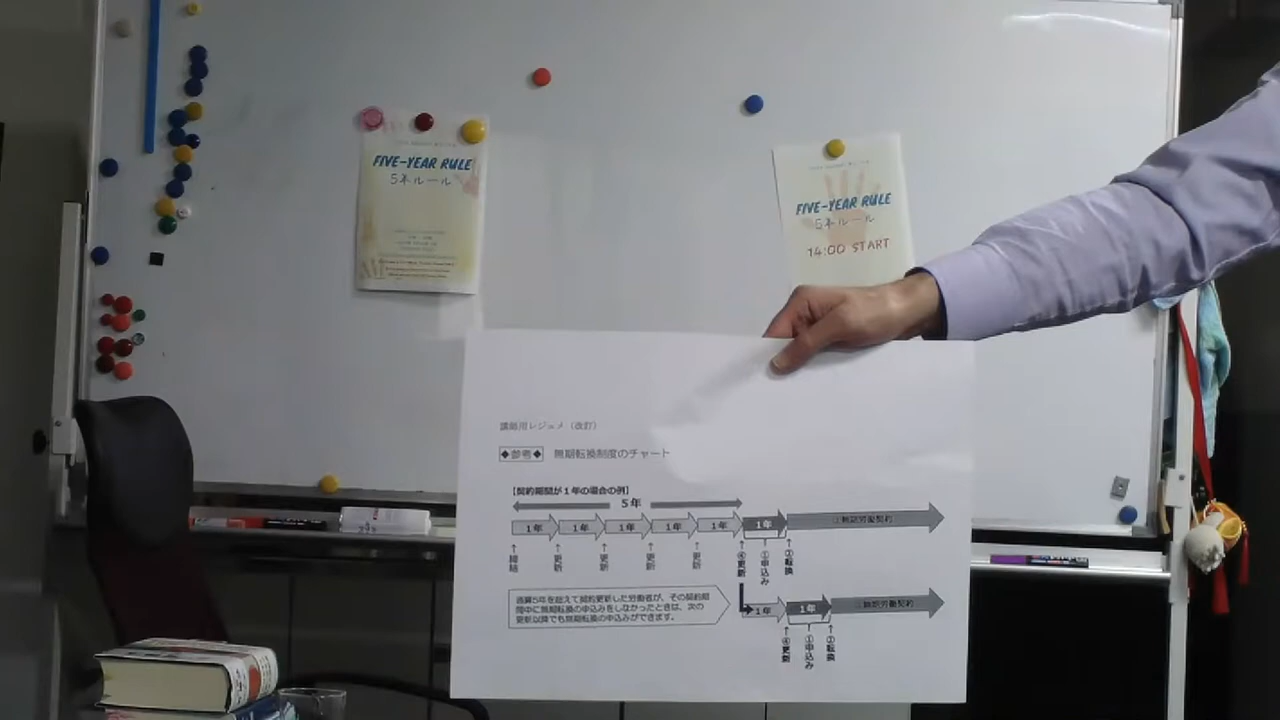 FIVE-YEAR RULE
5年ルール
FIVE-YEAR RULE
5年ルール
14:00 START
講師用レジュメ（改訂）
◆参考◆ 無期転換制度のチャート
【契約期間が１年の場合の例】
５年
１年 １年 １年 １年 １年 １年 ②無期労働契約
↑締結 ↑更新 ↑更新 ↑更新 ↑更新 ↑④更新 ↑①申込み ↑②転換
通算5年を超えて契約更新した労働者が、その契約期
間中に無期転換の申込みをしなかったときは、次の
更新以降でも無期転換の申込みができます。
１年 １年 無期労働契約
↑④更新 ↑①申込み ↑②転換